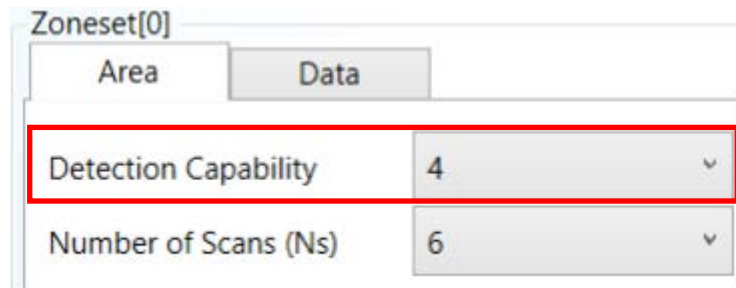 Zoneset[0]
Area Data
Detection Capability 4
Number of Scans (Ns) 6